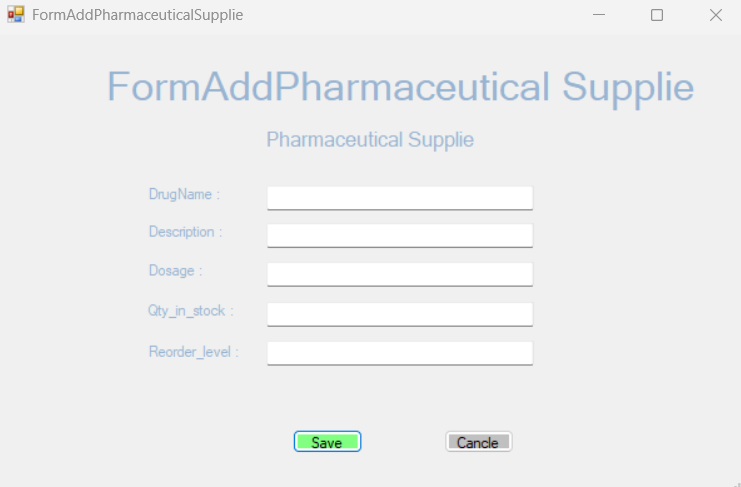 FormAddPharmaceuticalSupplie
FormAddPharmaceutical Supplie
Pharmaceutical Supplie
DrugName :
Description :
Dosage :
Qty_in_stock :
Reorder_level :
Save Cancle